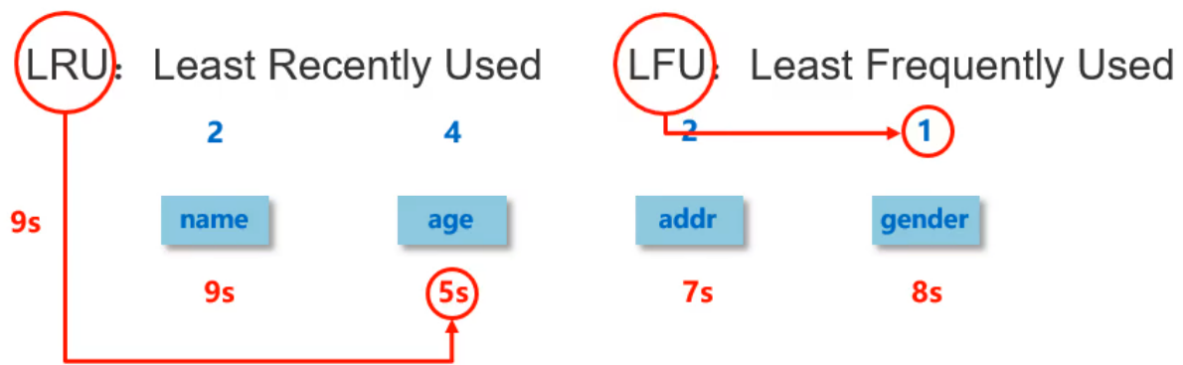 LRU： Least Recently Used LFU： Least Frequently Used
2 4 2 1
9s name age addr gender
9s 5s 7s 8s